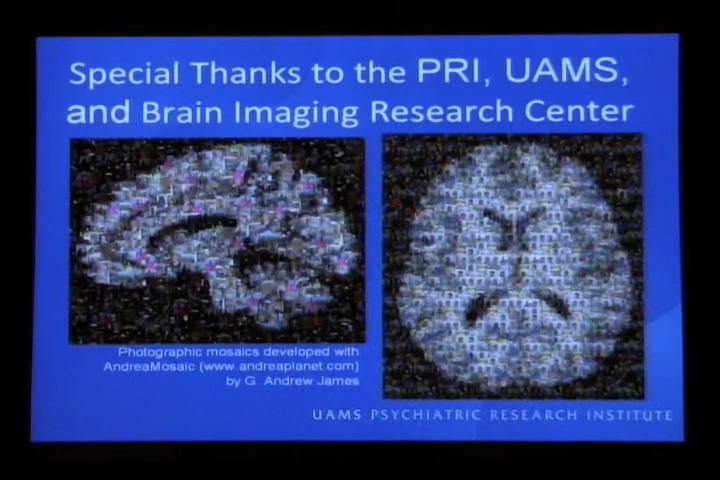 Special Thanks to the PRI, UAMS,
and Brain Imaging Research Center
Photographic mosaics developed with
AndreaMosaic (www.andreaplanet.com)
by G. Andrew James
UAMS PSYCHIATRIC RESEARCH INSTITUTE